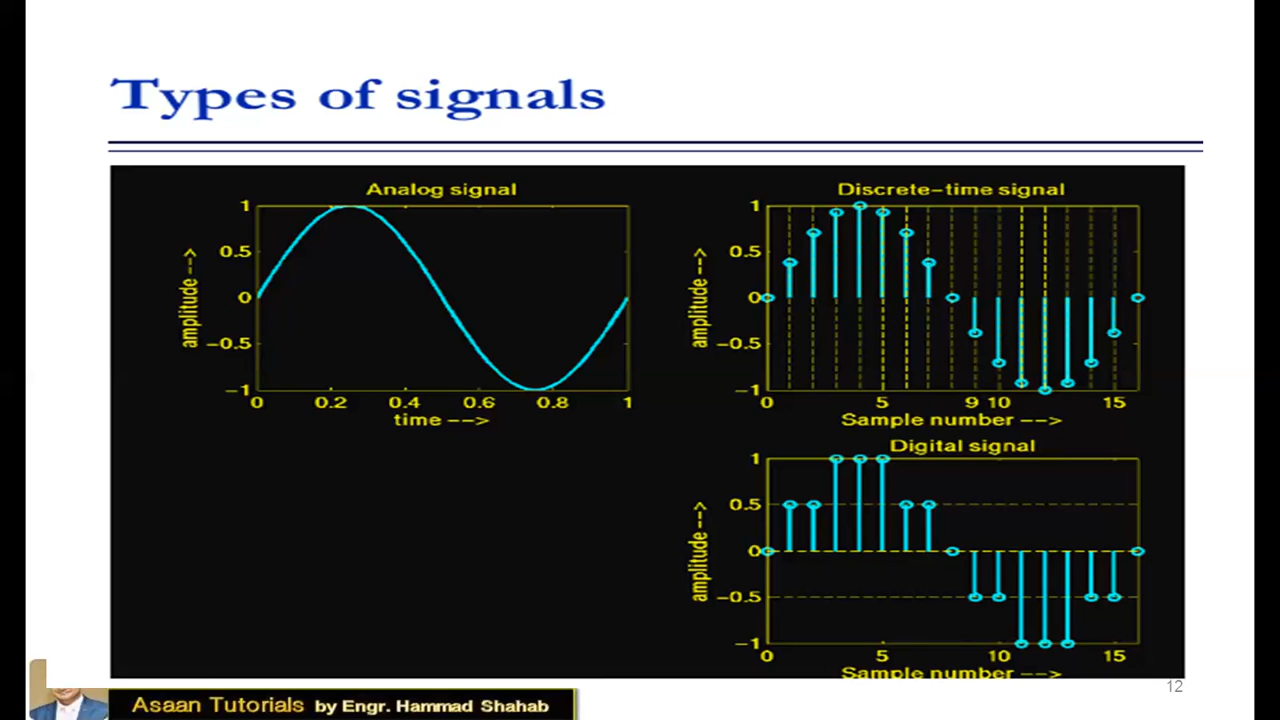 Types of signals
Analog signal
1
0.5
0
−0.5
−1
amplitude-->
0 0.2 0.4 0.6 0.8 1
time -->
Discrete-time signal
1
0.5
0
−0.5
−1
amplitude-->
0 5 9 10 15
Sample number -->
Digital signal
1
0.5
0
−0.5
−1
amplitude-->
0 5 10 15
Sample number -->
12
Asaan Tutorials by Engr. Hammad Shahab